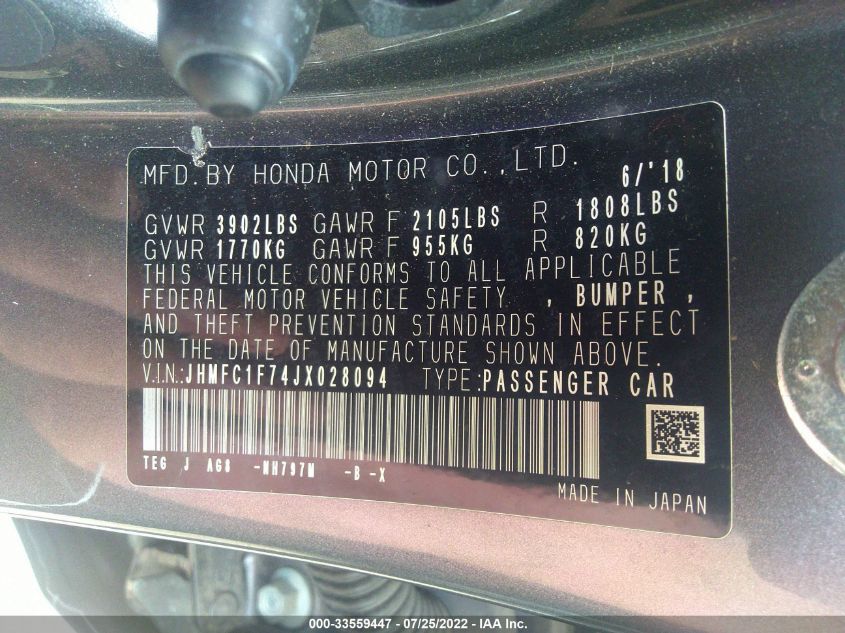 MFD. BY HONDA MOTOR CO., LTD. 6/'18
GVWR 3902LBS GAWR F 2105LBS R 1808LBS
GVWR 1770KG GAWR F 955KG R 820KG
THIS VEHICLE CONFORMS TO ALL APPLICABLE
FEDERAL MOTOR VEHICLE SAFETY , BUMPER ,
AND THEFT PREVENTION STANDARDS IN EFFECT
ON THE DATE OF MANUFACTURE SHOWN ABOVE.
V.I.N.:JHMFC1F74JX028094 TYPE:PASSENGER CAR
TEG J AG8 -NH797M -B -X
MADE IN JAPAN
000-33559447 - 07/25/2022 - IAA Inc.